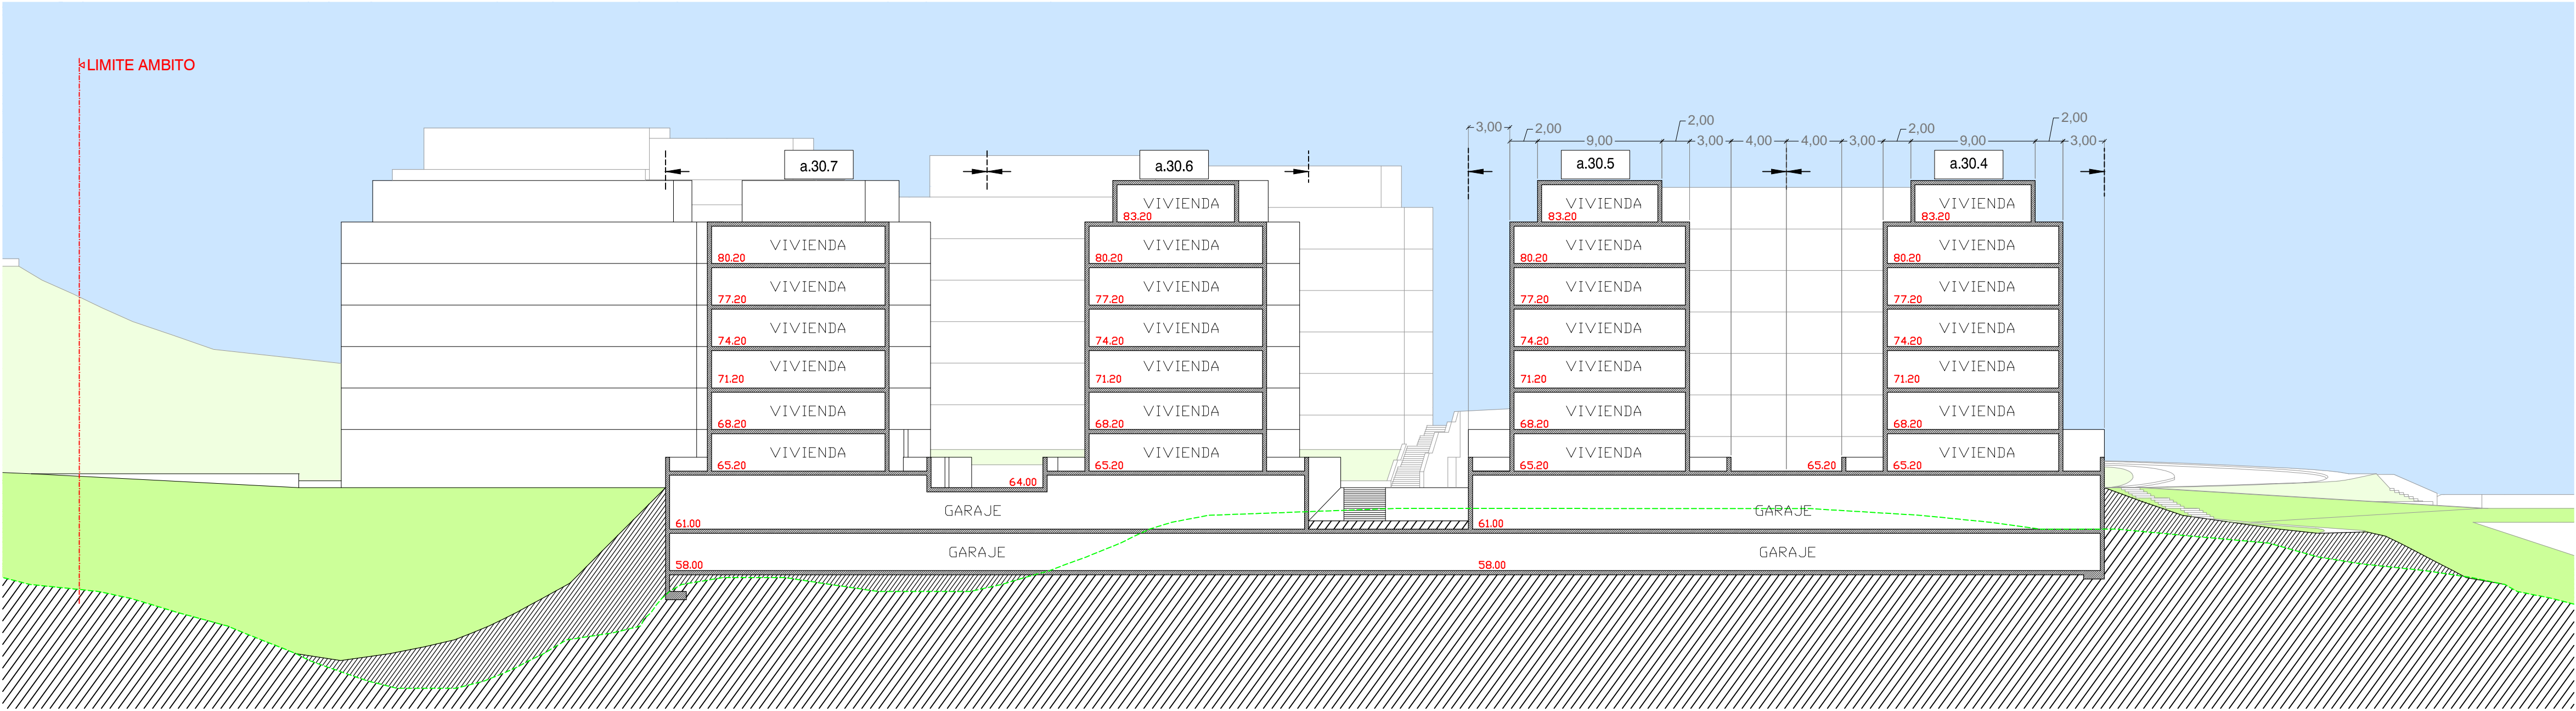 LIMITE AMBITO
3,00 2,00 9,00 2,00 3,00 4,00 4,00 3,00 2,00 9,00 2,00 3,00
a.30.7 a.30.6 a.30.5 a.30.4
VIVIENDA VIVIENDA VIVIENDA
83.20 83.20 83.20
VIVIENDA VIVIENDA VIVIENDA VIVIENDA
80.20 80.20 80.20 80.20
VIVIENDA VIVIENDA VIVIENDA VIVIENDA
77.20 77.20 77.20 77.20
VIVIENDA VIVIENDA VIVIENDA VIVIENDA
74.20 74.20 74.20 74.20
VIVIENDA VIVIENDA VIVIENDA VIVIENDA
71.20 71.20 71.20 71.20
VIVIENDA VIVIENDA VIVIENDA VIVIENDA
68.20 68.20 68.20 68.20
VIVIENDA VIVIENDA VIVIENDA VIVIENDA
65.20 65.20 65.20 65.20 65.20
64.00
GARAJE GARAJE
61.00 61.00
GARAJE GARAJE
58.00 58.00